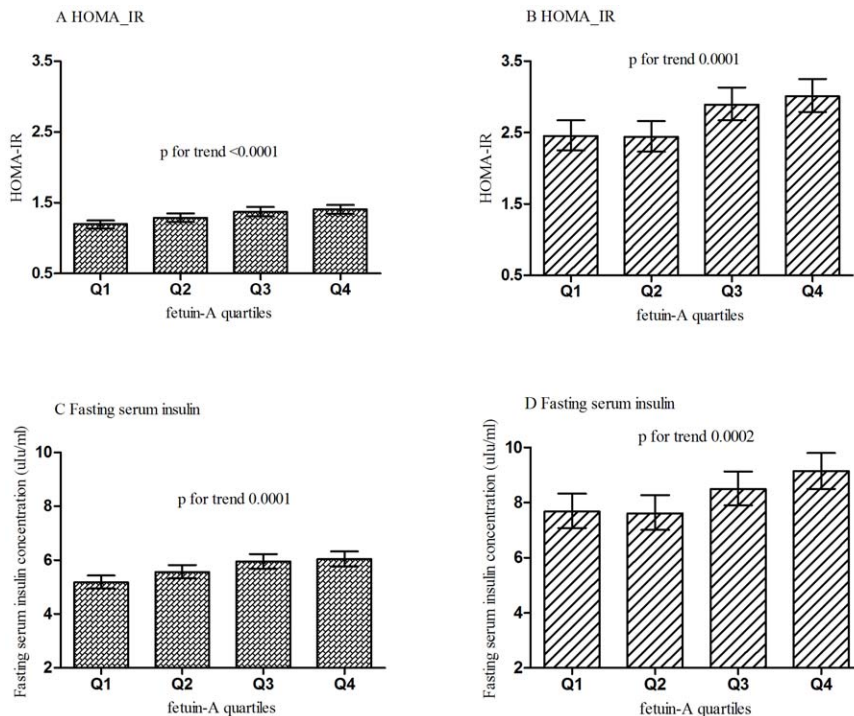 A HOMA_IR
3.5
2.5
1.5
0.5
HOMA-IR
p for trend <0.0001
Q1 Q2 Q3 Q4
fetuin-A quartiles
B HOMA_IR
3.5
2.5
1.5
0.5
HOMA-IR
p for trend 0.0001
Q1 Q2 Q3 Q4
fetuin-A quartiles
C Fasting serum insulin
10
8
6
4
2
Fasting serum insulin concentration (uIu/ml)
p for trend 0.0001
Q1 Q2 Q3 Q4
fetuin-A quartiles
D Fasting serum insulin
10
8
6
4
2
Fasting serum insulin concentration (uIu/ml)
p for trend 0.0002
Q1 Q2 Q3 Q4
fetuin-A quartiles